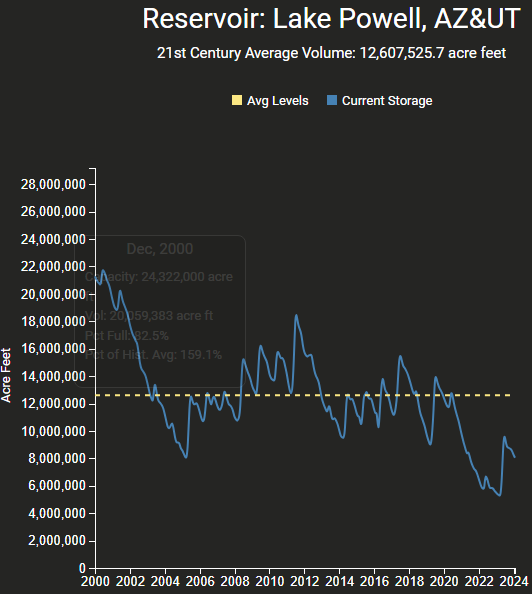 Reservoir: Lake Powell, AZ&UT
21st Century Average Volume: 12,607,525.7 acre feet
Avg Levels
Current Storage
28,000,000
26,000,000
24,000,000
22,000,000
20,000,000
18,000,000
16,000,000
14,000,000
12,000,000
10,000,000
8,000,000
6,000,000
4,000,000
2,000,000
0
Acre Feet
Dec, 2000
Capacity: 24,322,000 acre
ft
Vol: 20,059,383 acre ft
Pct Full: 82.5%
Pct of Hist. Avg: 159.1%
2000 2002 2004 2006 2008 2010 2012 2014 2016 2018 2020 2022 2024